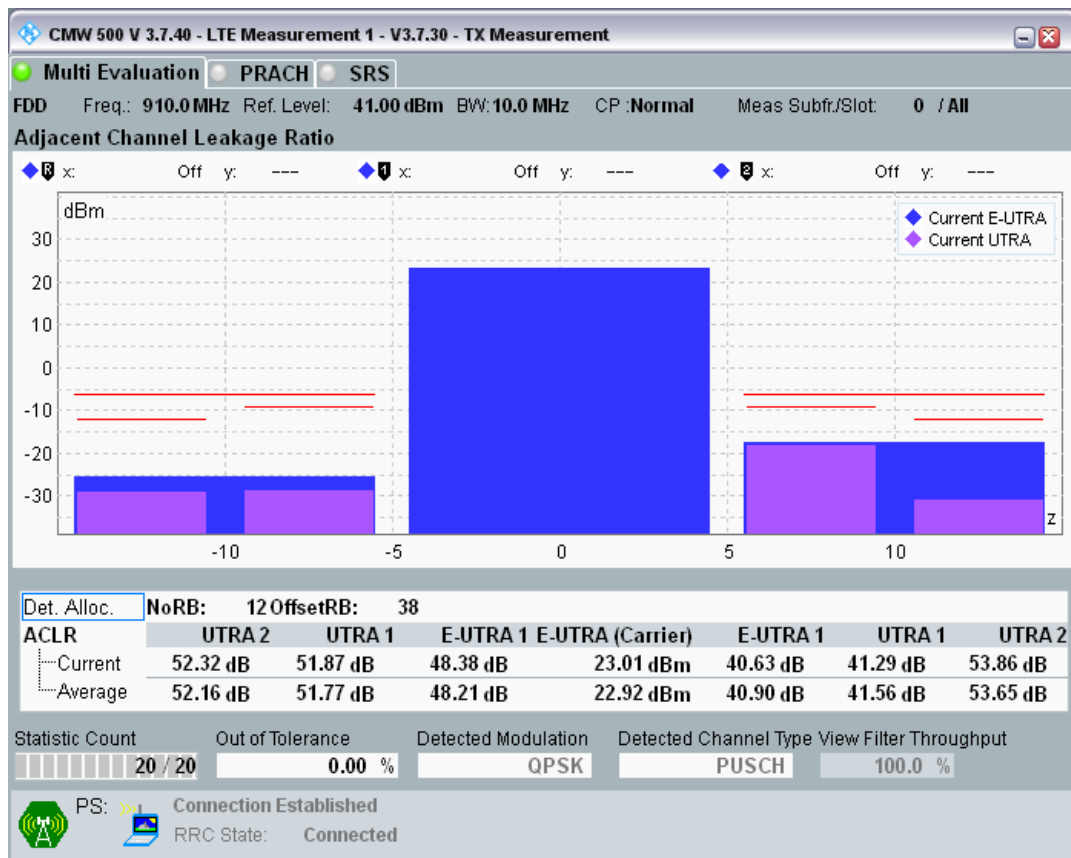 CMW 500 V 3.7.40 - LTE Measurement 1 - V3.7.30 - TX Measurement
Multi Evaluation PRACH SRS
FDD Freq.: 910.0 MHz Ref. Level: 41.00 dBm BW: 10.0 MHz CP :Normal Meas Subfr./Slot: 0 / All
Adjacent Channel Leakage Ratio
R x: Off y: --- 1 x: Off y: --- 2 x: Off y: ---
dBm
Current E-UTRA
Current UTRA
30
20
10
0
-10
-20
-30
z
-10 -5 0 5 10
Det. Alloc. NoRB: 12 OffsetRB: 38
ACLR UTRA 2 UTRA 1 E-UTRA 1 E-UTRA (Carrier) E-UTRA 1 UTRA 1 UTRA 2
Current 52.32 dB 51.87 dB 48.38 dB 23.01 dBm 40.63 dB 41.29 dB 53.86 dB
Average 52.16 dB 51.77 dB 48.21 dB 22.92 dBm 40.90 dB 41.56 dB 53.65 dB
Statistic Count Out of Tolerance Detected Modulation Detected Channel Type View Filter Throughput
20 / 20 0.00 % QPSK PUSCH 100.0 %
PS: Connection Established
RRC State: Connected